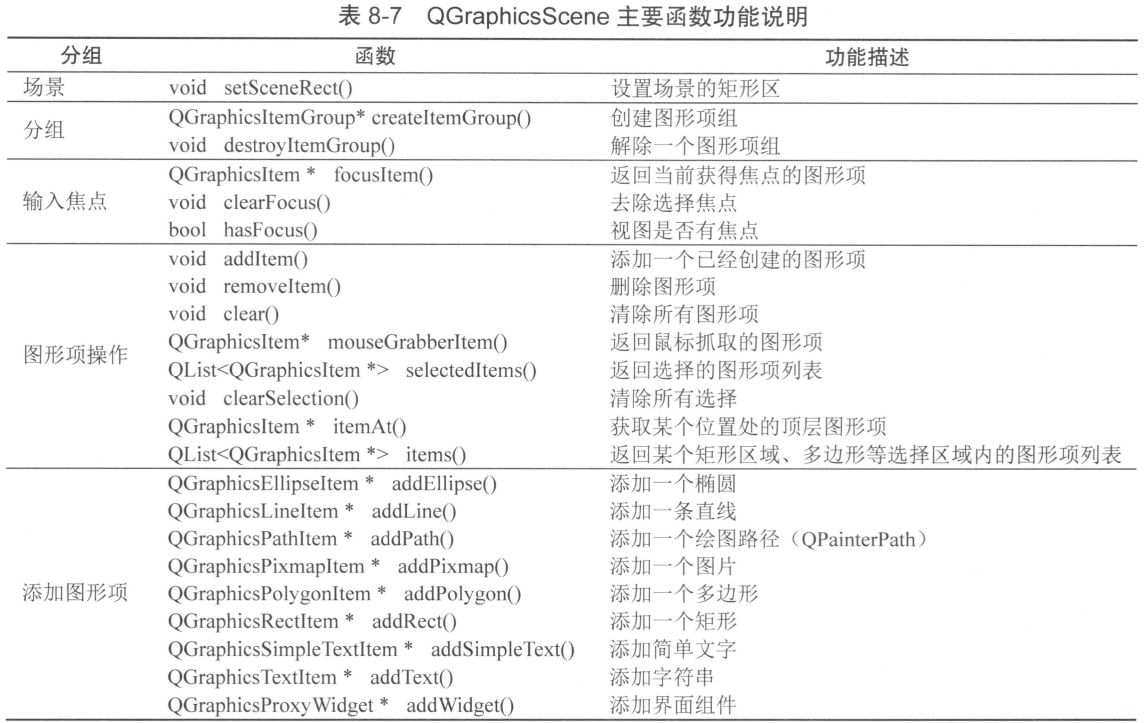 表 8-7 QGraphicsScene 主要函数功能说明
分组 函数 功能描述
场景 void setSceneRect() 设置场景的矩形区
分组 QGraphicsItemGroup* createItemGroup() 创建图形项组
void destroyItemGroup() 解除一个图形项组
输入焦点 QGraphicsItem * focusItem() 返回当前获得焦点的图形项
void clearFocus() 去除选择焦点
bool hasFocus() 视图是否有焦点
图形项操作 void addItem() 添加一个已经创建的图形项
void removeItem() 删除图形项
void clear() 清除所有图形项
QGraphicsItem* mouseGrabberItem() 返回鼠标抓取的图形项
QList<QGraphicsItem *> selectedItems() 返回选择的图形项列表
void clearSelection() 清除所有选择
QGraphicsItem * itemAt() 获取某个位置处的顶层图形项
QList<QGraphicsItem *> items() 返回某个矩形区域、多边形等选择区域内的图形项列表
添加图形项 QGraphicsEllipseItem * addEllipse() 添加一个椭圆
QGraphicsLineItem * addLine() 添加一条直线
QGraphicsPathItem * addPath() 添加一个绘图路径（QPainterPath）
QGraphicsPixmapItem * addPixmap() 添加一个图片
QGraphicsPolygonItem * addPolygon() 添加一个多边形
QGraphicsRectItem * addRect() 添加一个矩形
QGraphicsSimpleTextItem * addSimpleText() 添加简单文字
QGraphicsTextItem * addText() 添加字符串
QGraphicsProxyWidget * addWidget() 添加界面组件